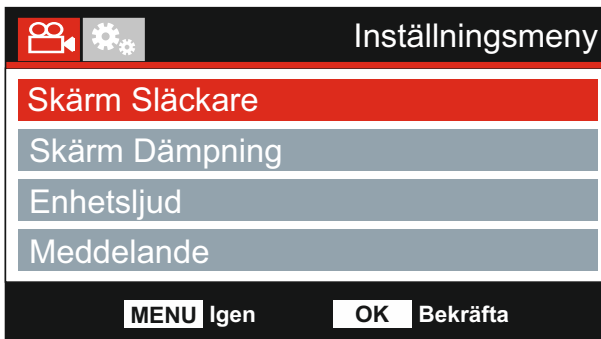 Inställningsmeny
Skärm Släckare
Skärm Dämpning
Enhetsljud
Meddelande
MENU Igen OK Bekräfta